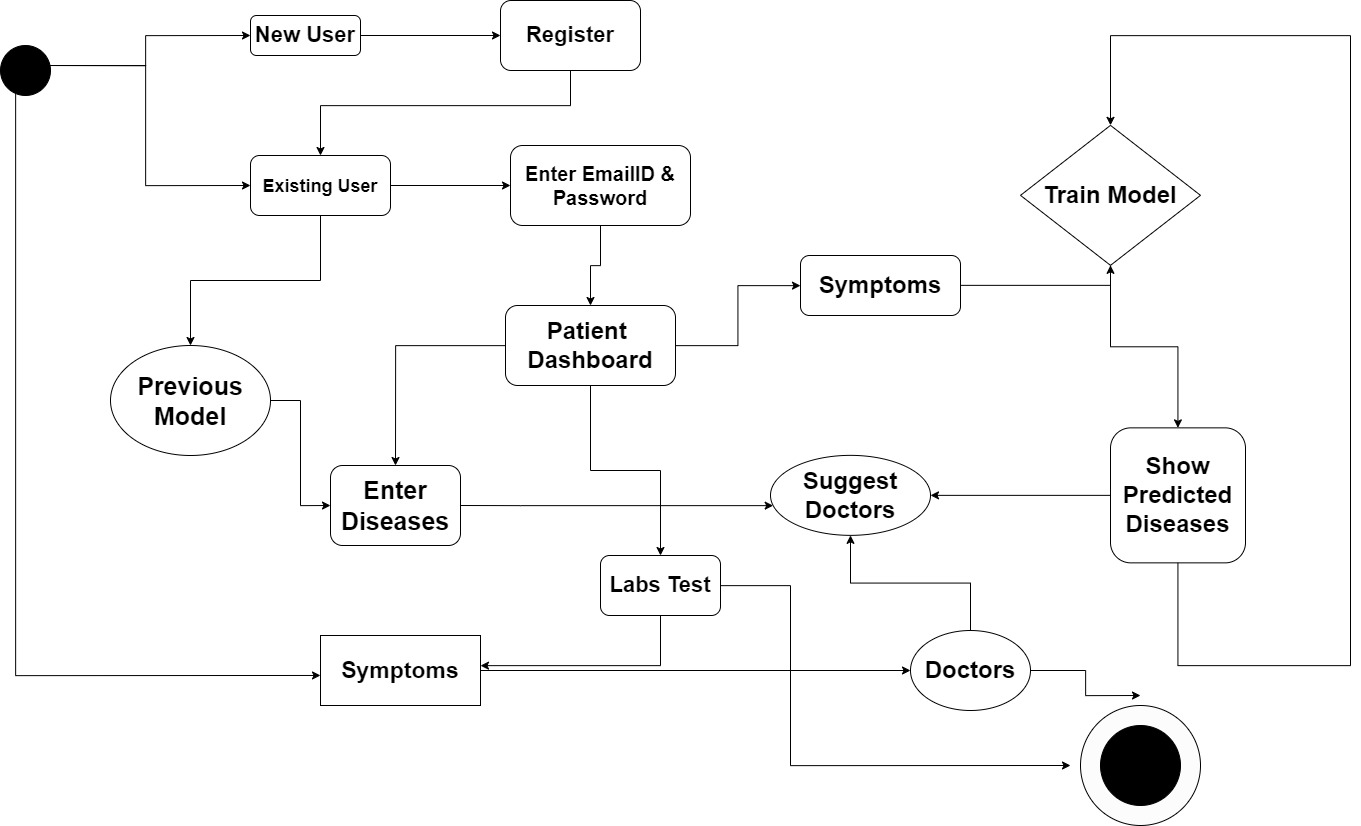 New User
Register
Existing User
Enter EmailID &
Password
Train Model
Symptoms
Patient
Dashboard
Previous
Model
Enter
Diseases
Suggest
Doctors
Show
Predicted
Diseases
Labs Test
Symptoms
Doctors